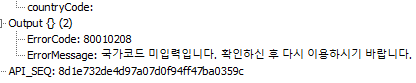 countryCode:
Output {} (2)
ErrorCode: 80010208
ErrorMessage: 국가코드 미입력입니다. 확인하신 후 다시 이용하시기 바랍니다.
API_SEQ: 8d1e732de4d97a07d0f94ff47ba0359c